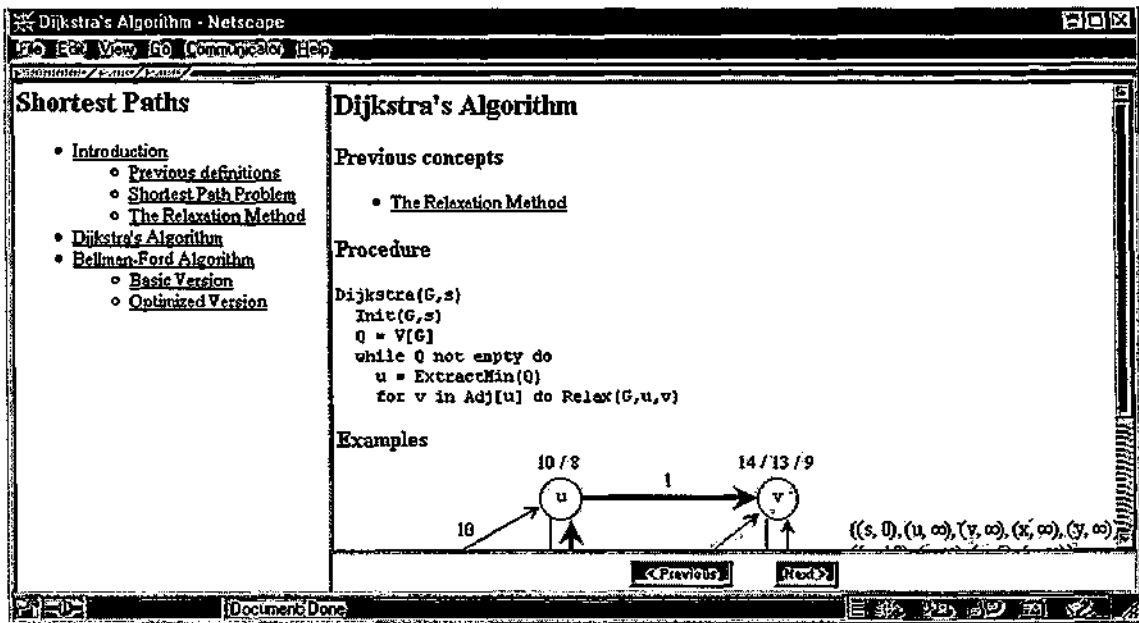 Dijkstra's Algorithm - Netscape
File Edit View Go Communicator Help
Shortest Paths
• Introduction
o Previous definitions
o Shortest Path Problem
o The Relaxation Method
• Dijkstra's Algorithm
• Bellman-Ford Algorithm
o Basic Version
o Optimized Version
Dijkstra's Algorithm
Previous concepts
• The Relaxation Method
Procedure
Dijkstra(G,s)
Init(G,s)
Q = V[G]
while Q not empty do
u = ExtractMin(Q)
for v in Adj[u] do Relax(G,u,v)
Examples
10 / 8
14 / 13 / 9
1
u
v
10
{(s, 0), (u, ∞), (v, ∞), (x, ∞), (y, ∞)
< Previous
Next >
Document: Done